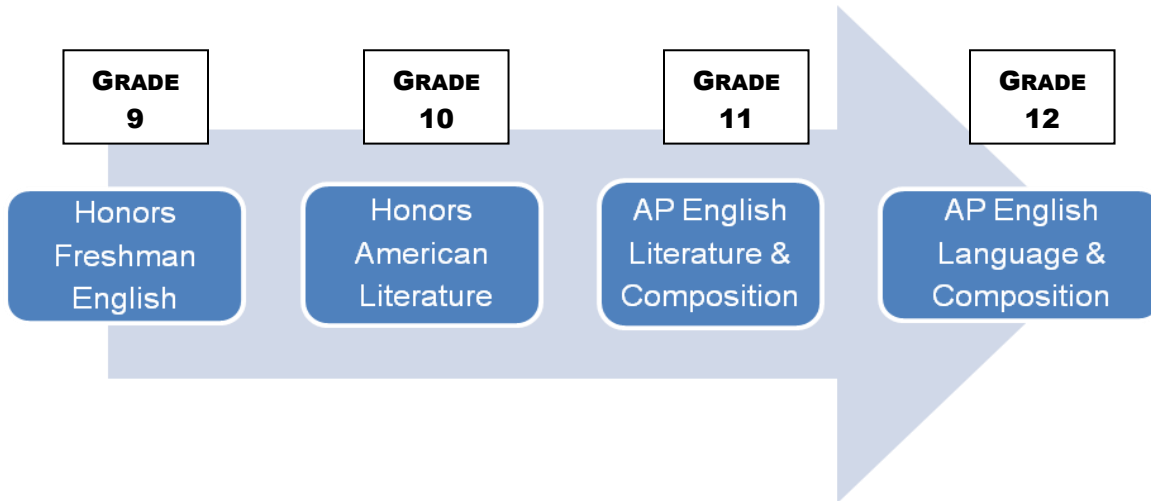 GRADE
9
GRADE
10
GRADE
11
GRADE
12
Honors
Freshman
English
Honors
American
Literature
AP English
Literature &
Composition
AP English
Language &
Composition